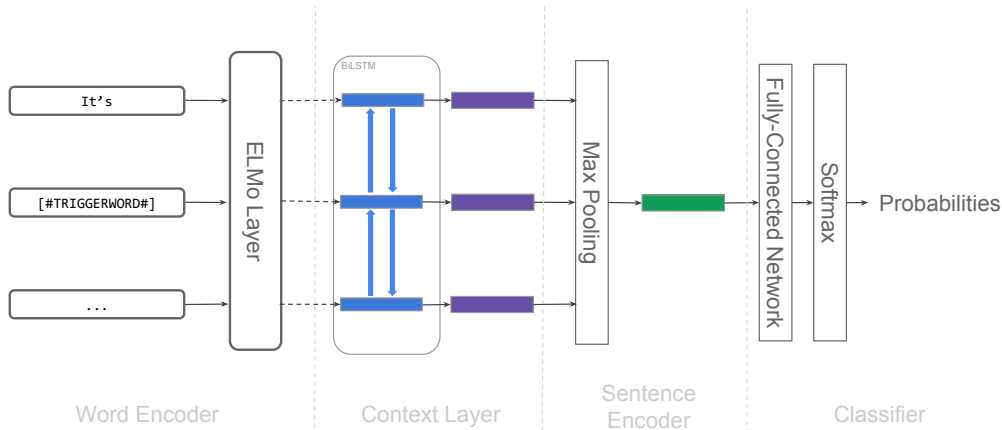 BiLSTM
It's
[#TRIGGERWORD#]
...
ELMo Layer
Max Pooling
Fully-Connected Network
Softmax
Probabilities
Word Encoder
Context Layer
Sentence
Encoder
Classifier